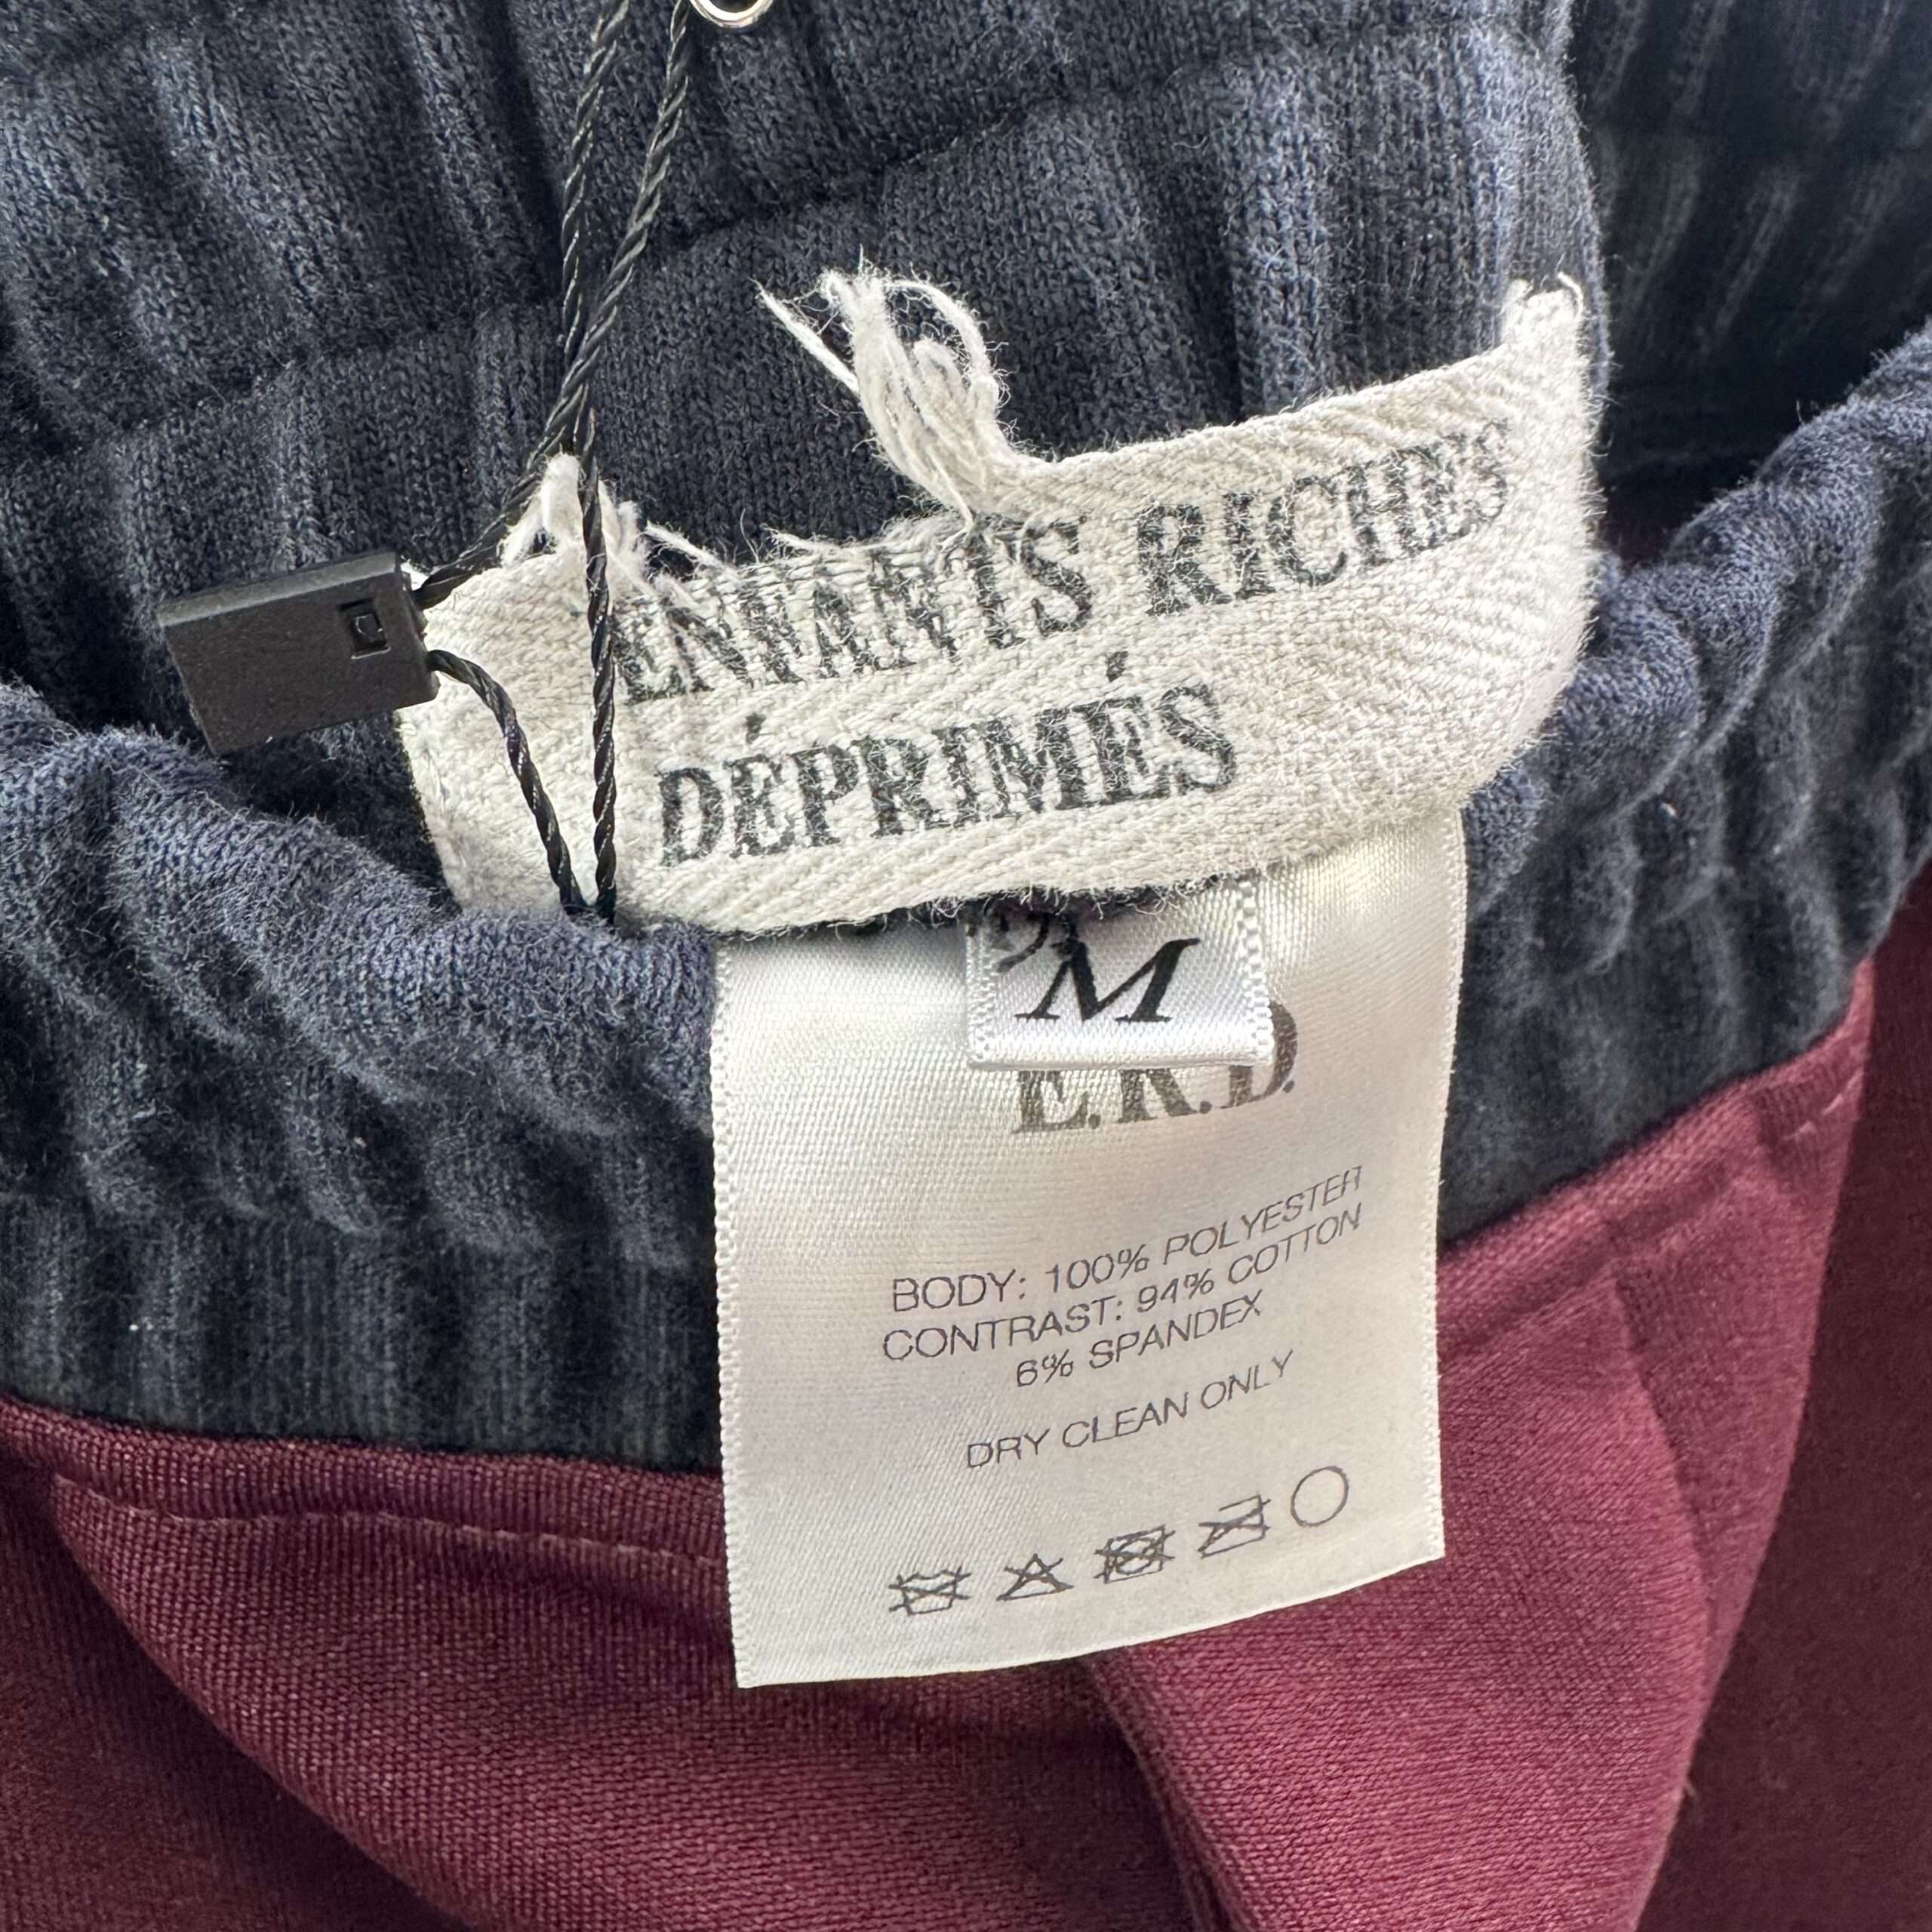 ENFANTS RICHES
DÉPRIMÉS
M
E.R.D.
BODY: 100% POLYESTER
CONTRAST: 94% COTTON
6% SPANDEX
DRY CLEAN ONLY